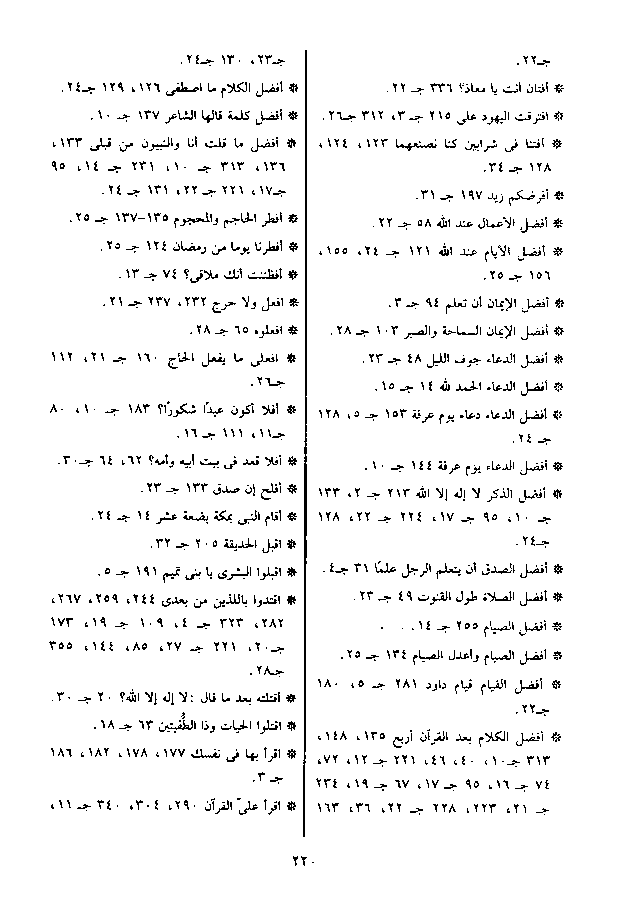 جـ٢٢.
* أفتان أنت يا معاذ؟ ٣٣٦ جـ ٢٢.
* افترقت اليهود على ٢١٥ جـ ٣، ٣١٢ جـ٢٦.
* أفتنا فى شرابين كنا نصنعهما ١٢٣، ١٢٤،
١٢٨ جـ ٣٤.
* أفرضكم زيد ١٩٧ جـ ٣١.
* أفضل الأعمال عند الله ٥٨ جـ ٢٢.
* أفضل الأيام عند الله ١٢١ جـ ٢٤، ١٥٥،
١٥٦ جـ ٢٥.
* أفضل الإيمان أن تعلم ٩٤ جـ ٣.
* أفضل الإيمان السماحة والصبر ١٠٣ جـ ٢٨.
* أفضل الدعاء جوف الليل ٤٨ جـ ٢٣.
* أفضل الدعاء الحمد لله ١٤ جـ ١٥.
* أفضل الدعاء دعاء يوم عرفة ١٥٣ جـ ٥، ١٢٨
جـ ٢٤.
* أفضل الدعاء يوم عرفة ١٤٤ جـ ١٠.
* أفضل الذكر لا إله إلا الله ٢١٣ جـ ٢، ١٣٣
جـ ١٠، ٩٥ جـ ١٧، ٢٢٤ جـ ٢٢، ١٢٨
جـ٢٤.
* أفضل الصدق أن يتعلم الرجل علمًا ٣١ جـ٤.
* أفضل الصلاة طول القنوت ٤٩ جـ ٢٣.
* أفضل الصيام ٢٥٥ جـ ١٤.
* أفضل الصيام وأعدل الصيام ١٣٤ جـ ٢٥.
* أفضل القيام قيام داود ٢٨١ جـ ٥، ١٨٠
جـ٢٢.
* أفضل الكلام بعد القرآن أربع ١٣٥، ١٤٨،
٣١٣ جـ١٠، ٤٠، ٤٦، ٢٢١ جـ ١٢، ٧٢،
٧٤ جـ ١٦، ٩٥ جـ ١٧، ٦٧ جـ ١٩، ٢٣٤
جـ ٢١، ٢٢٣، ٢٢٨ جـ ٢٢، ٣٦، ١٦٣
جـ٢٣، ١٣٠ جـ٢٤.
* أفضل الكلام ما اصطفى ١٢٦، ١٢٩ جـ٢٤.
* أفضل كلمة قالها الشاعر ١٣٧ جـ ١٠.
* أفضل ما قلت أنا والنبيون من قبلى ١٣٣،
١٣٦، ٣١٣ جـ ١٠، ٢٣١ جـ ١٤، ٩٥
جـ١٧، ٢٢١ جـ ٢٢، ١٣١ جـ ٢٤.
* أفطر الحاجم والمحجوم ١٣٥-١٣٧ جـ ٢٥.
* أفطرنا يوما من رمضان ١٢٤ جـ ٢٥.
* أفظننت أنك ملاقى؟ ٧٤ جـ ١٣.
* افعل ولا حرج ٢٣٢، ٢٣٧ جـ ٢١.
* افعلوه ٦٥ جـ ٢٨.
* افعلى ما يفعل الحاج ١٦٠ جـ ٢١، ١١٢
جـ٢٦.
* أفلا أكون عبدًا شكورًا؟ ١٨٣ جـ ١٠، ٨٠
جـ١١، ١١١ جـ ١٦.
* أفلا قعد فى بيت أبيه وأمه؟ ٦٢، ٦٤ جـ٣٠.
* أفلح إن صدق ١٣٣ جـ ٢٣.
* أقام النبى بمكة بضعة عشر ١٤ جـ ٢٤.
* اقبل الحديقة ٢٠٥ جـ ٣٢.
* اقبلوا البشرى يا بنى تميم ١٩١ جـ ٥.
* اقتدوا باللذين من بعدى ٢٤٤، ٢٥٩، ٢٦٧،
٢٨٢، ٣٢٣ جـ ٤، ١٠٩ جـ ١٩، ١٧٣
جـ٢٠، ٢٢١ جـ ٢٧، ٨٥، ١٤٤، ٣٥٥
جـ٢٨.
* أقتلته بعد ما قال : لا إله إلا الله؟ ٢٠ جـ ٣٠.
* اقتلوا الحيات وذا الطُّفيتين ٦٣ جـ ١٨.
* اقرأ بها فى نفسك ١٧٧، ١٧٨، ١٨٢، ١٨٦
جـ ٣.
* اقرأ علىّ القرآن ٢٩٠، ٣٠٤، ٣٤٠ جـ ١١،
٢٢٠